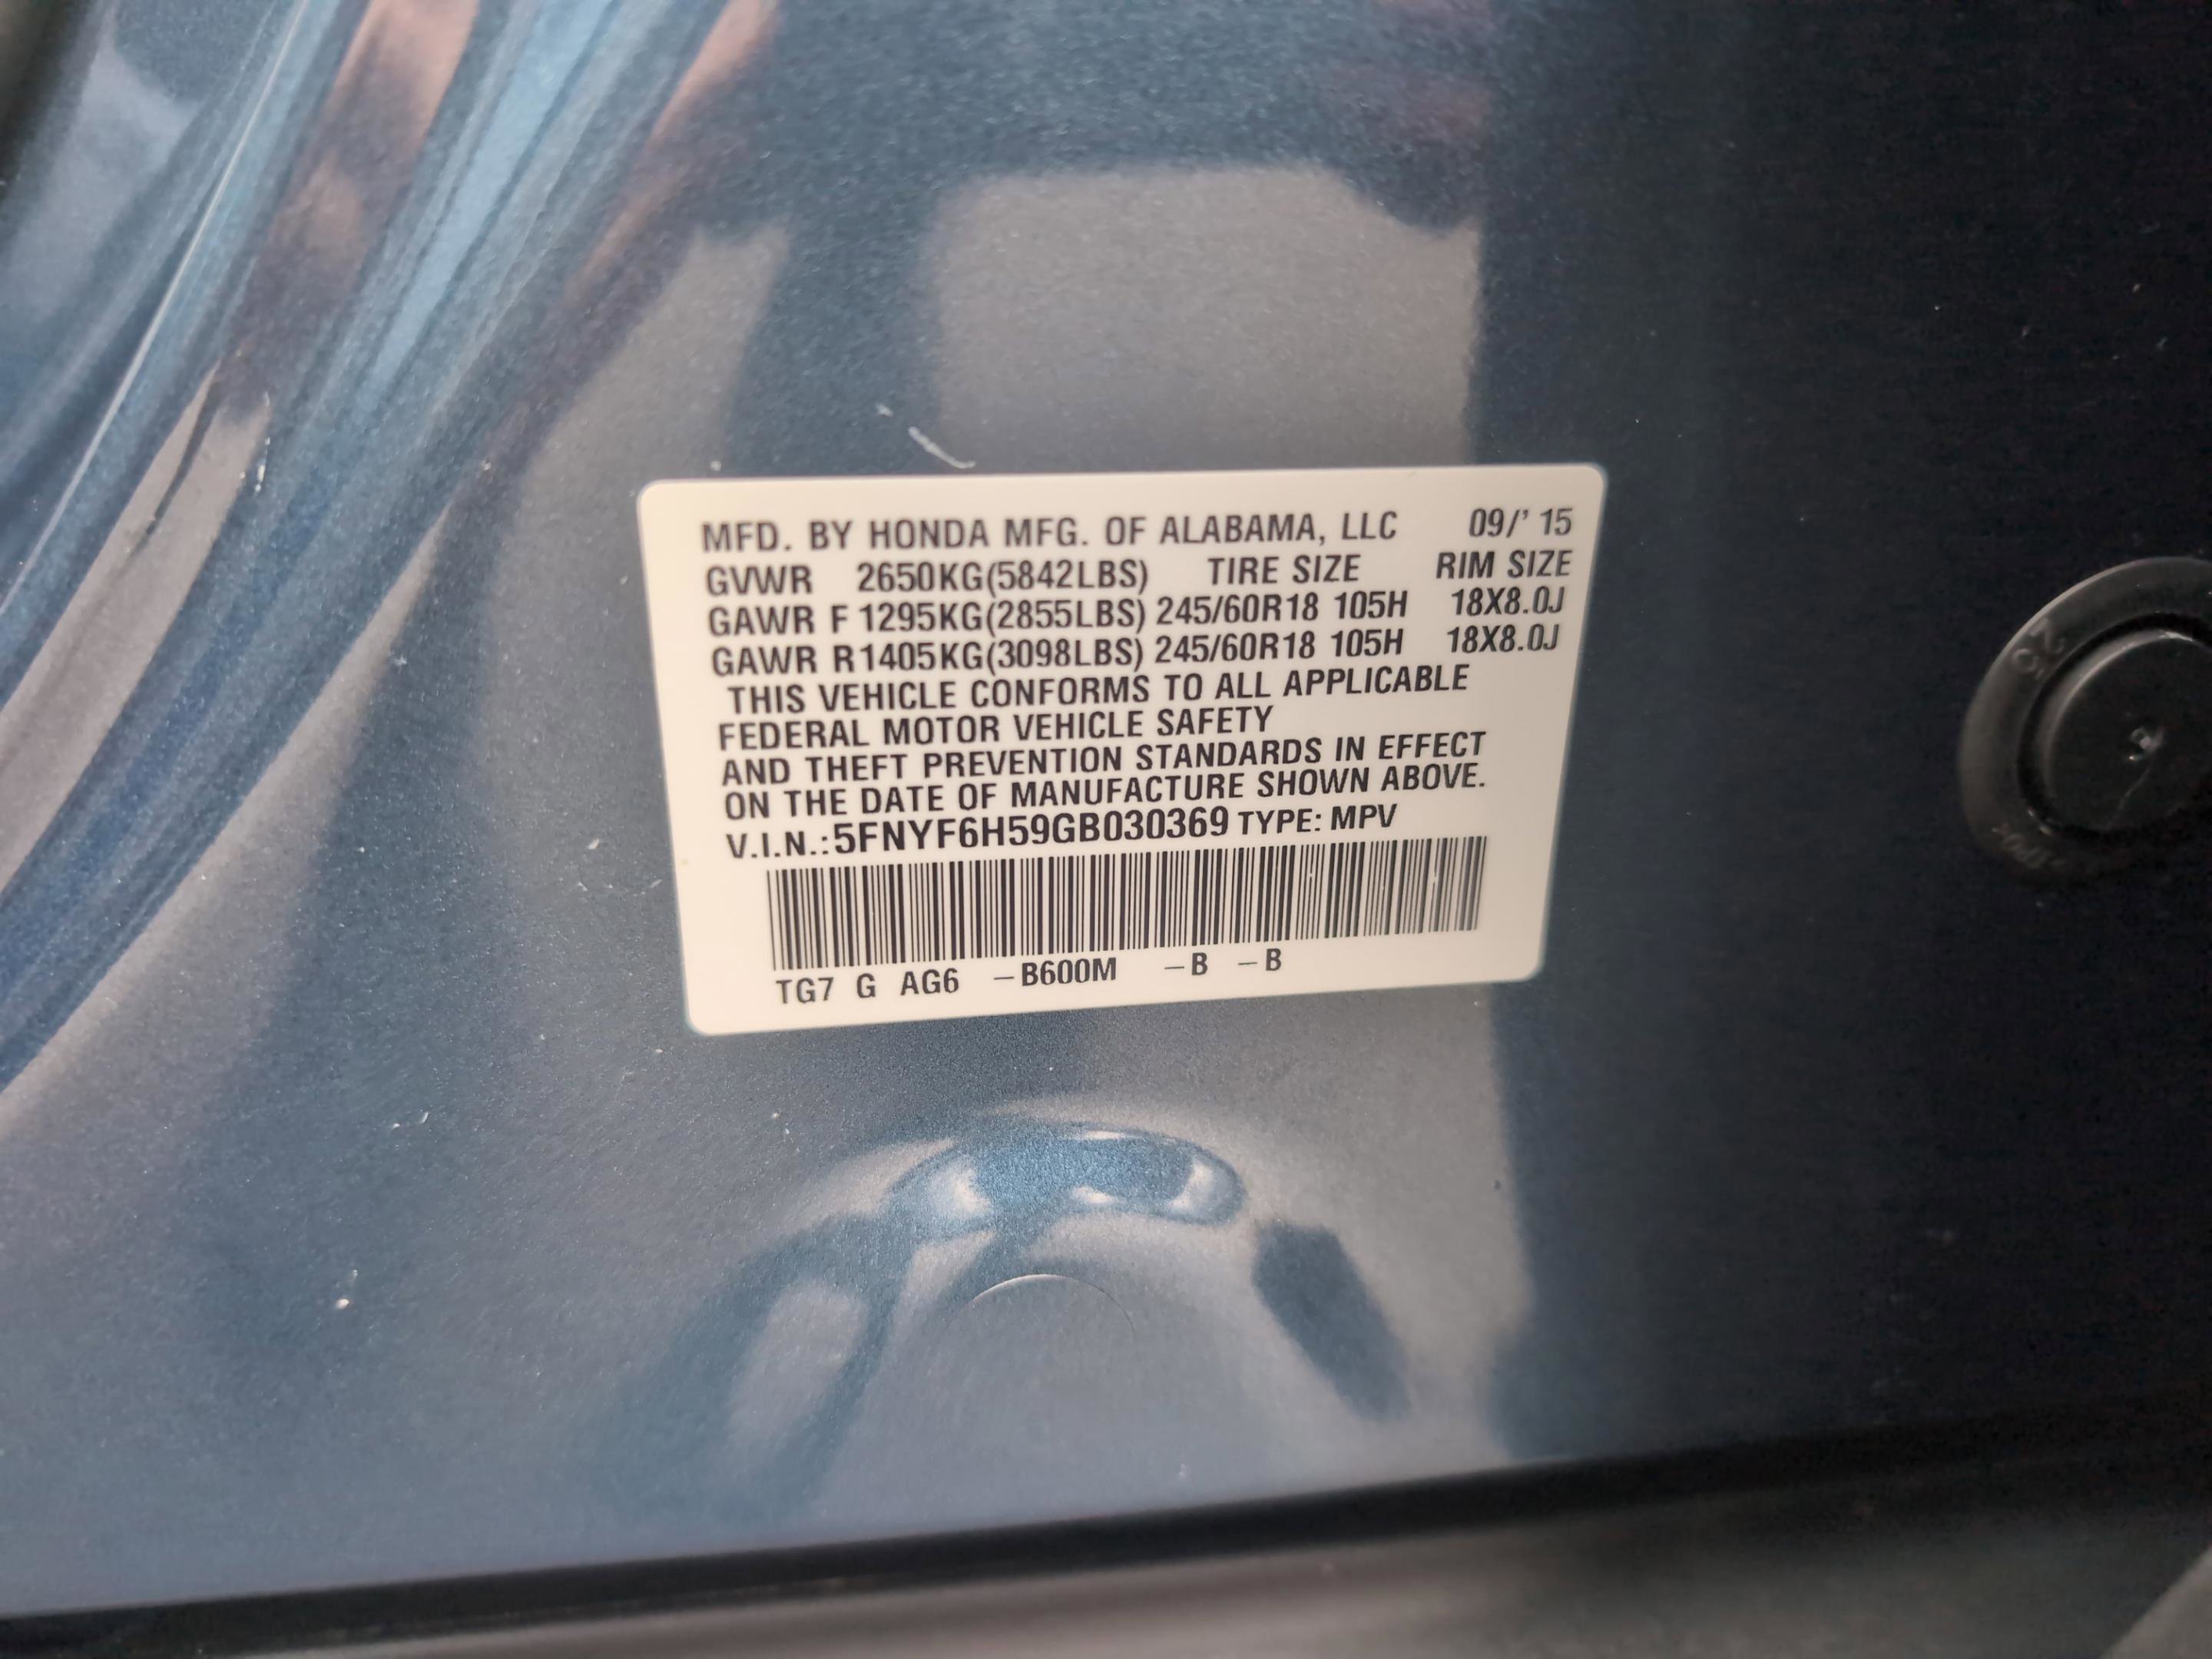 MFD. BY HONDA MFG. OF ALABAMA, LLC 09/' 15
GVWR 2650KG(5842LBS) TIRE SIZE RIM SIZE
GAWR F 1295KG(2855LBS) 245/60R18 105H 18X8.0J
GAWR R1405KG(3098LBS) 245/60R18 105H 18X8.0J
THIS VEHICLE CONFORMS TO ALL APPLICABLE
FEDERAL MOTOR VEHICLE SAFETY
AND THEFT PREVENTION STANDARDS IN EFFECT
ON THE DATE OF MANUFACTURE SHOWN ABOVE.
V.I.N.:5FNYF6H59GB030369 TYPE: MPV
TG7 G AG6 –B600M –B –B